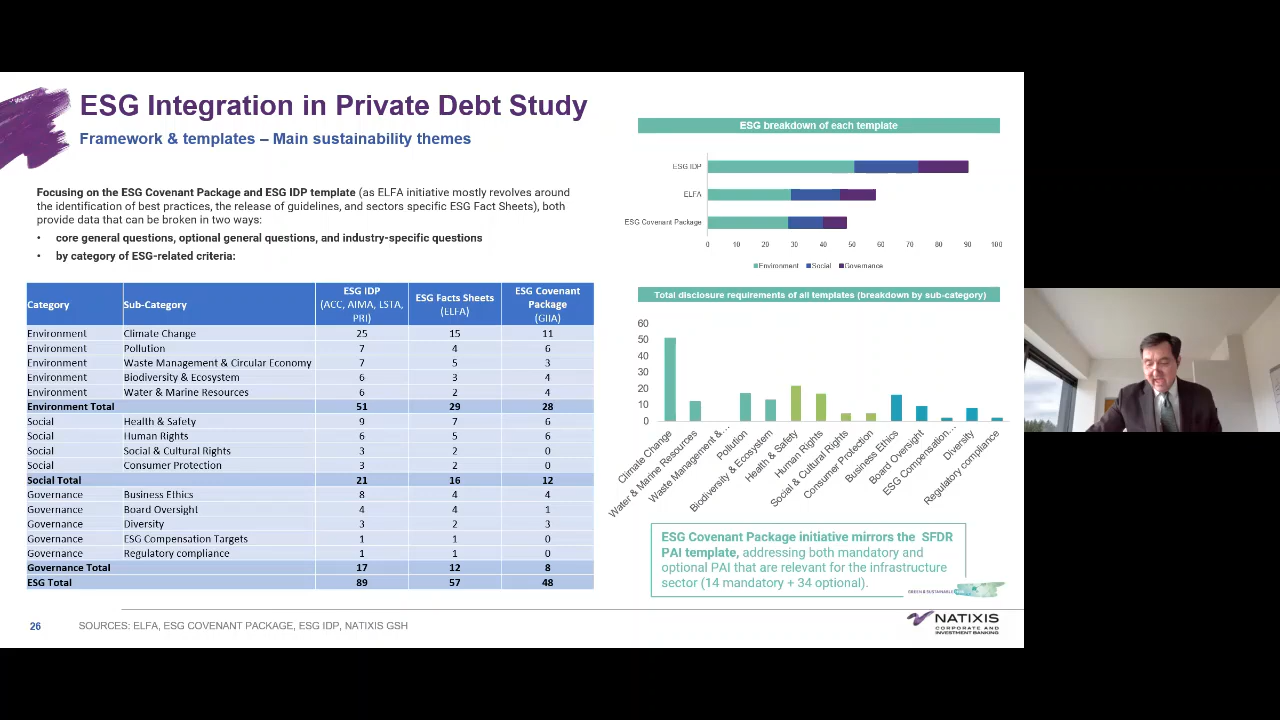 ESG Integration in Private Debt Study
Framework & templates – Main sustainability themes
Focusing on the ESG Covenant Package and ESG IDP template (as ELFA initiative mostly revolves around
the identification of best practices, the release of guidelines, and sectors specific ESG Fact Sheets), both
provide data that can be broken in two ways:
• core general questions, optional general questions, and industry-specific questions
• by category of ESG-related criteria:
Category Sub-Category ESG IDP (ACC, AIMA, LSTA, PRI) ESG Facts Sheets (ELFA) ESG Covenant Package (GIIA)
Environment Climate Change 25 15 11
Environment Pollution 7 4 6
Environment Waste Management & Circular Economy 7 5 3
Environment Biodiversity & Ecosystem 6 3 4
Environment Water & Marine Resources 6 2 4
Environment Total 51 29 28
Social Health & Safety 9 7 6
Social Human Rights 6 5 6
Social Social & Cultural Rights 3 2 0
Social Consumer Protection 3 2 0
Social Total 21 16 12
Governance Business Ethics 8 4 4
Governance Board Oversight 4 4 1
Governance Diversity 3 2 3
Governance ESG Compensation Targets 1 1 0
Governance Regulatory compliance 1 1 0
Governance Total 17 12 8
ESG Total 89 57 48
ESG breakdown of each template
ESG IDP
ELFA
ESG Covenant Package
0 10 20 30 40 50 60 70 80 90 100
Environment Social Governance
Total disclosure requirements of all templates (breakdown by sub-category)
60
50
40
30
20
10
0
Climate Change
Water & Marine Resources
Waste Management &…
Pollution
Biodiversity & Ecosystem
Health & Safety
Human Rights
Social & Cultural Rights
Consumer Protection
Business Ethics
Board Oversight
ESG Compensation…
Diversity
Regulatory compliance
ESG Covenant Package initiative mirrors the SFDR
PAI template, addressing both mandatory and
optional PAI that are relevant for the infrastructure
sector (14 mandatory + 34 optional).
26
SOURCES: ELFA, ESG COVENANT PACKAGE, ESG IDP, NATIXIS GSH
NATIXIS
CORPORATE AND
INVESTMENT BANKING